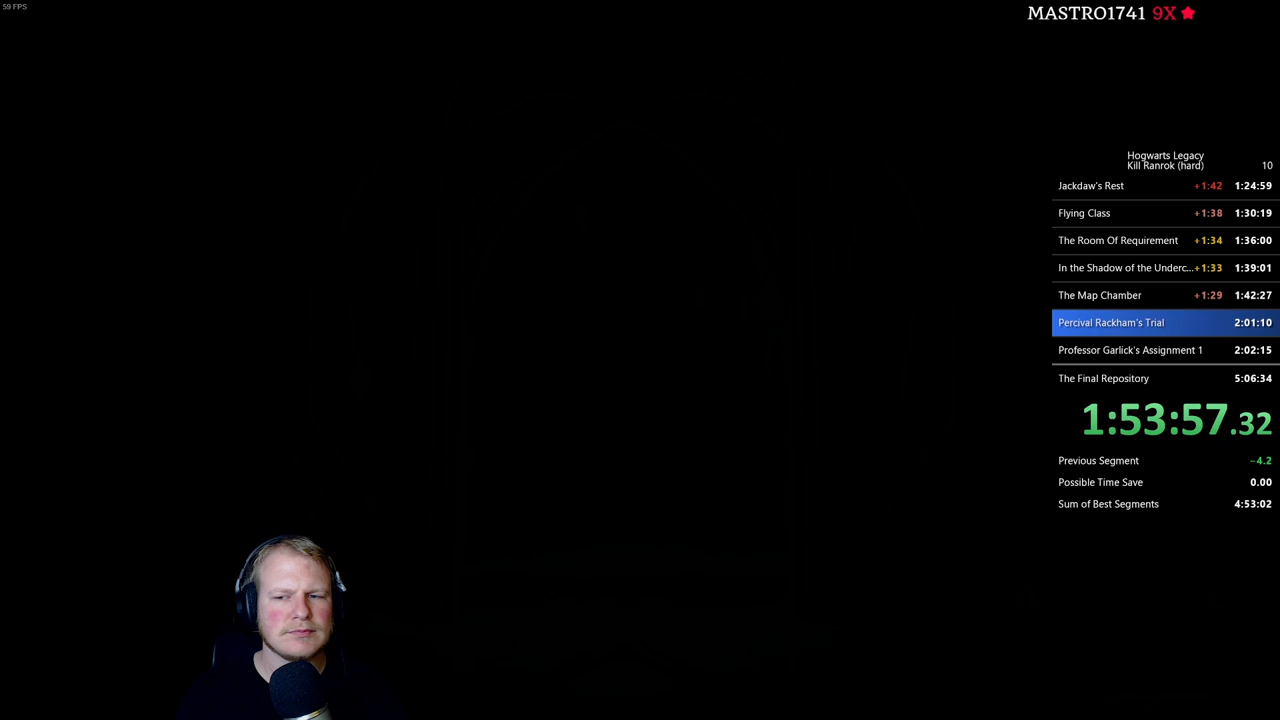 59 FPS
MASTRO1741 9X
Hogwarts Legacy
Kill Ranrok (hard) 10
Jackdaw's Rest +1:42 1:24:59
Flying Class +1:38 1:30:19
The Room Of Requirement +1:34 1:36:00
In the Shadow of the Underc... +1:33 1:39:01
The Map Chamber +1:29 1:42:27
Percival Rackham's Trial 2:01:10
Professor Garlick's Assignment 1 2:02:15
The Final Repository 5:06:34
1:53:57.32
Previous Segment −4.2
Possible Time Save 0.00
Sum of Best Segments 4:53:02